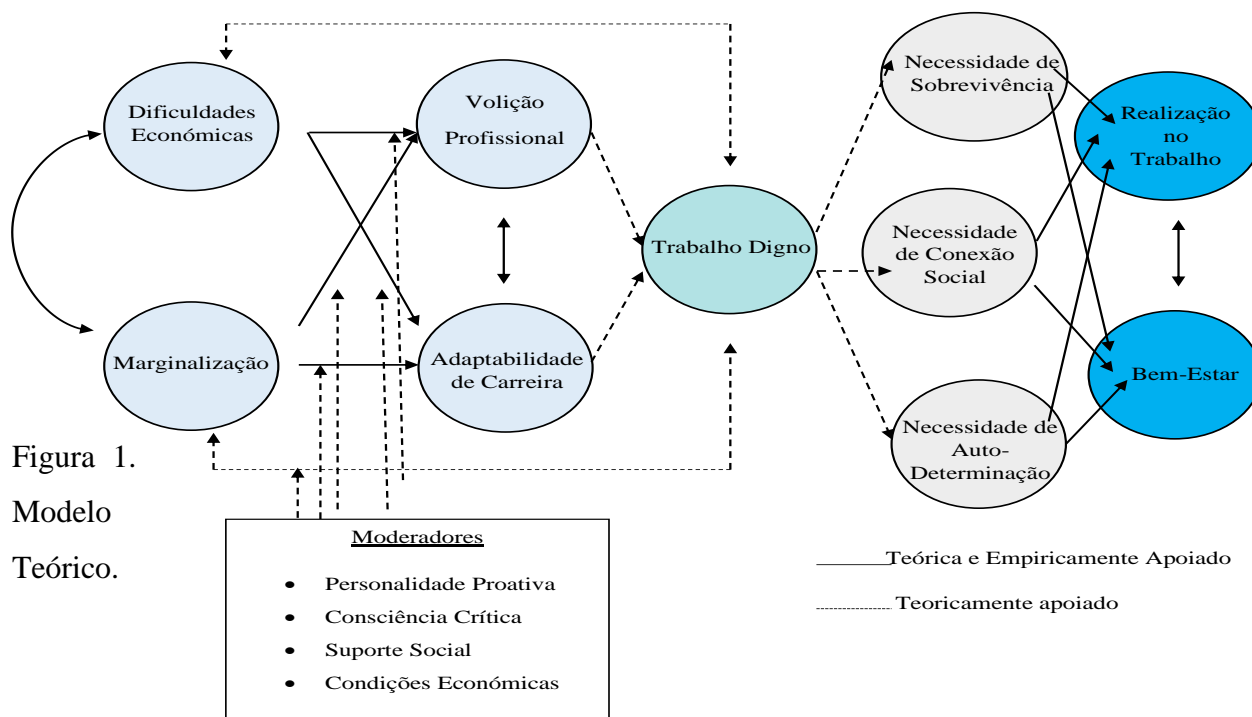 Dificuldades
Económicas
Marginalização
Volição
Profissional
Adaptabilidade
de Carreira
Trabalho Digno
Necessidade de
Sobrevivência
Necessidade
de Conexão
Social
Necessidade de
Auto-
Determinação
Realização
no
Trabalho
Bem-Estar
Figura 1.
Modelo
Teórico.
Moderadores
• Personalidade Proativa
• Consciência Crítica
• Suporte Social
• Condições Económicas
Teórica e Empiricamente Apoiado
Teoricamente apoiado